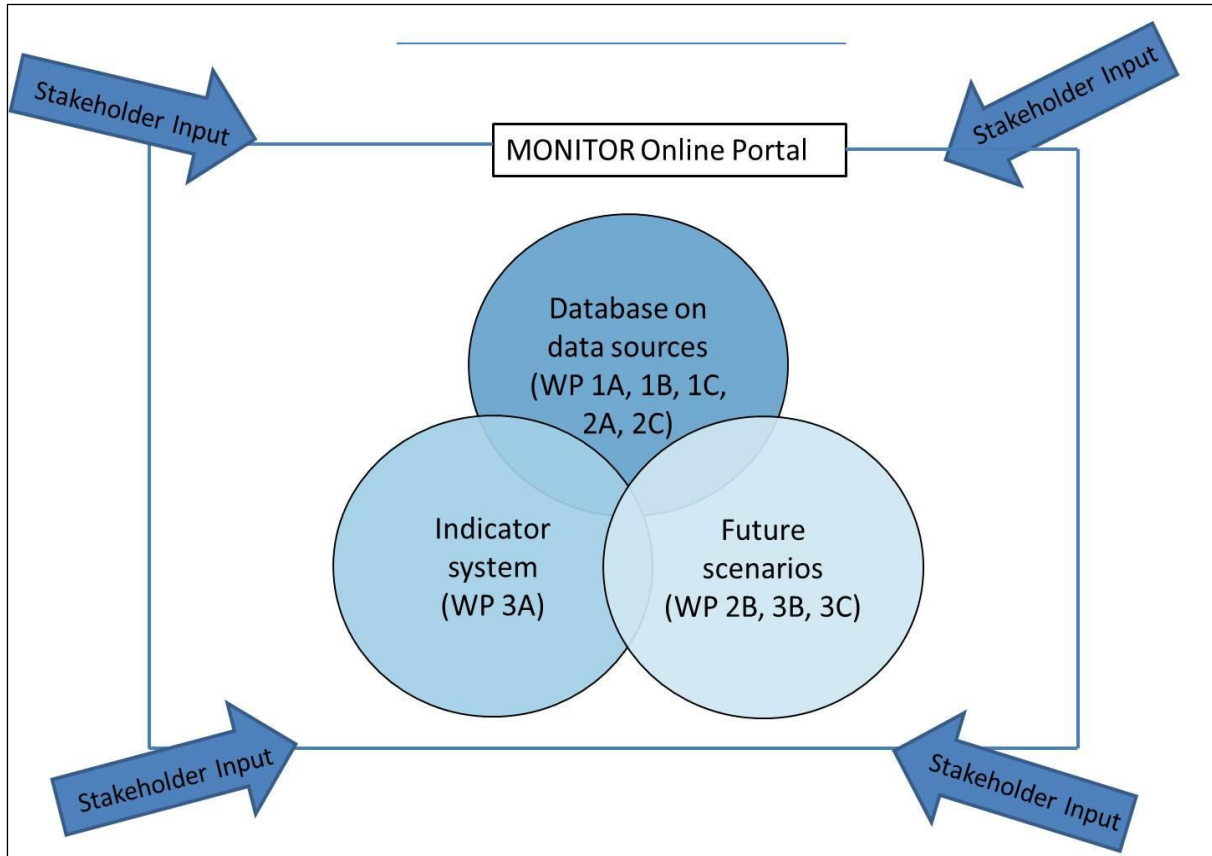 Stakeholder Input
Stakeholder Input
MONITOR Online Portal
Database on
data sources
(WP 1A, 1B, 1C,
2A, 2C)
Indicator
system
(WP 3A)
Future
scenarios
(WP 2B, 3B, 3C)
Stakeholder Input
Stakeholder Input